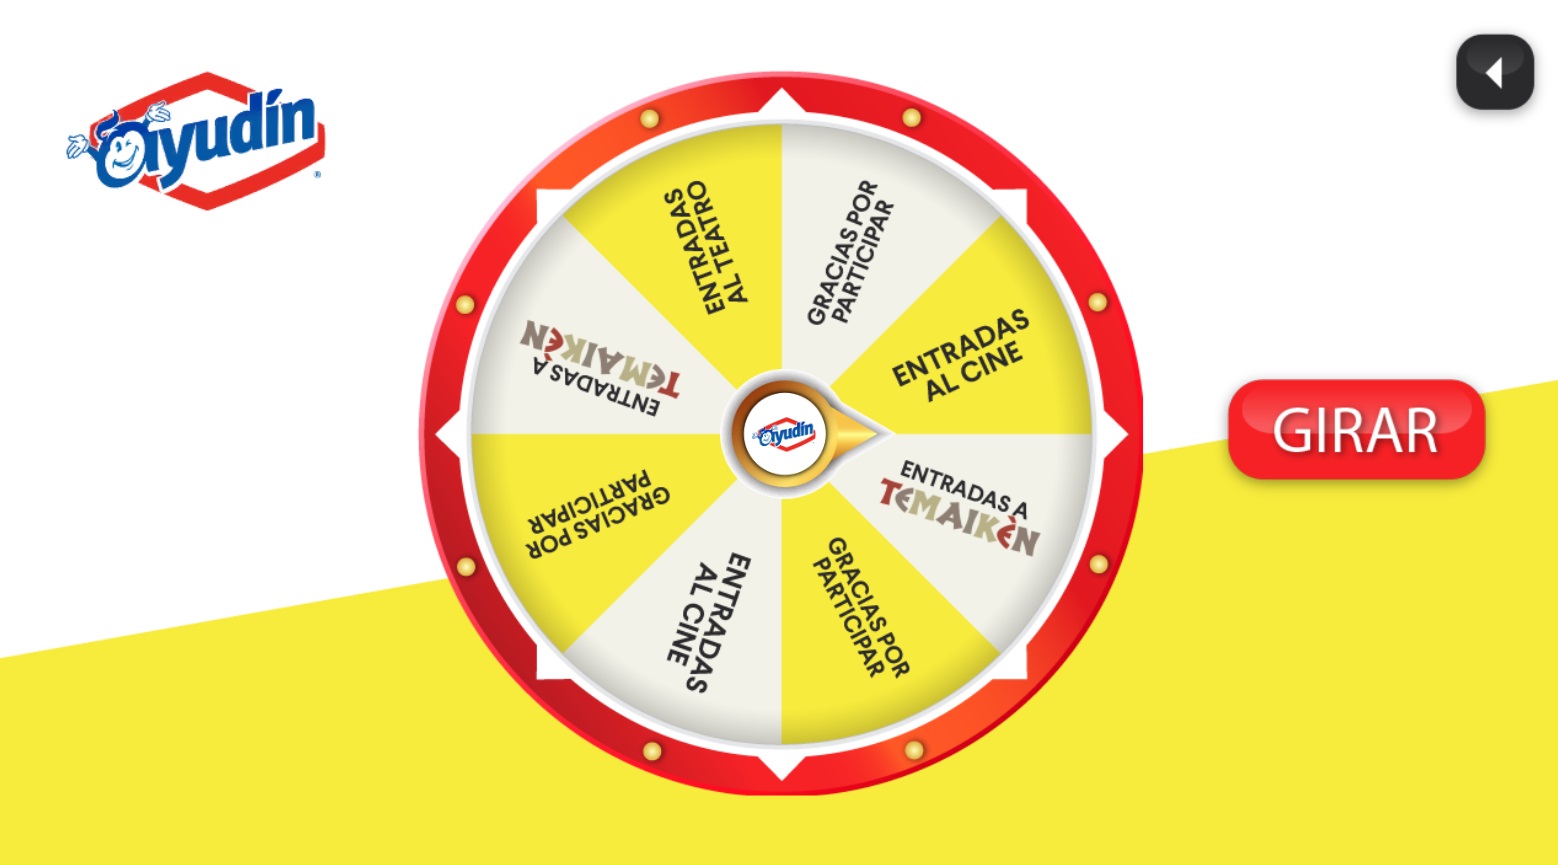 ayudín
®
ENTRADAS
AL TEATRO
GRACIAS POR
PARTICIPAR
ENTRADAS
AL CINE
ENTRADAS A
TEMAIKÈN
GRACIAS POR
PARTICIPAR
ENTRADAS
AL CINE
GRACIAS POR
PARTICIPAR
ENTRADAS A
TEMAIKÈN
ayudín
GIRAR